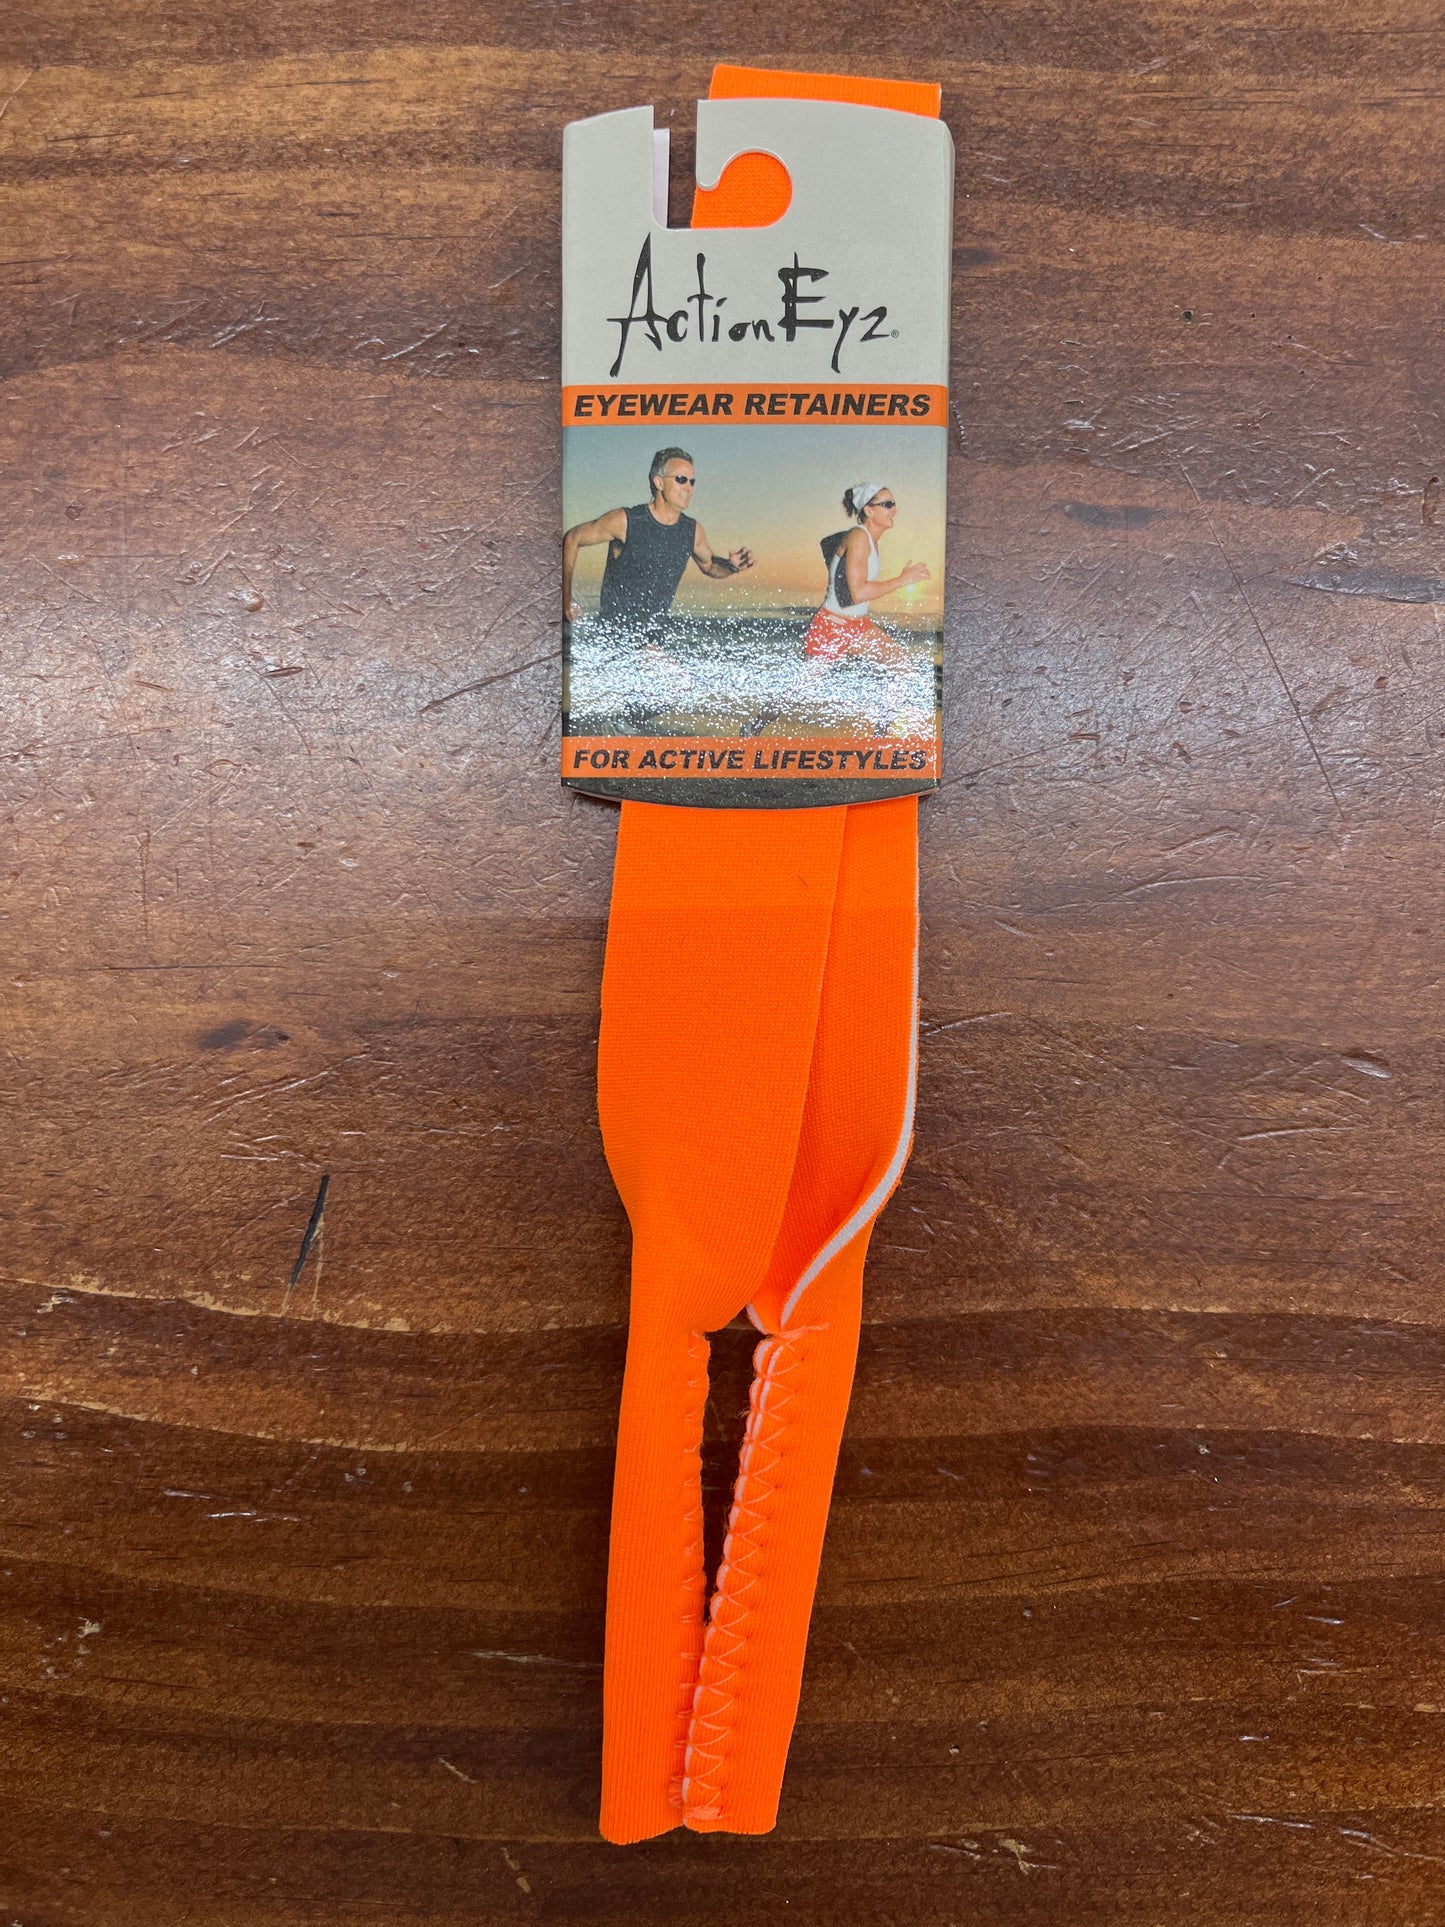 ActionEyz®
EYEWEAR RETAINERS
FOR ACTIVE LIFESTYLES